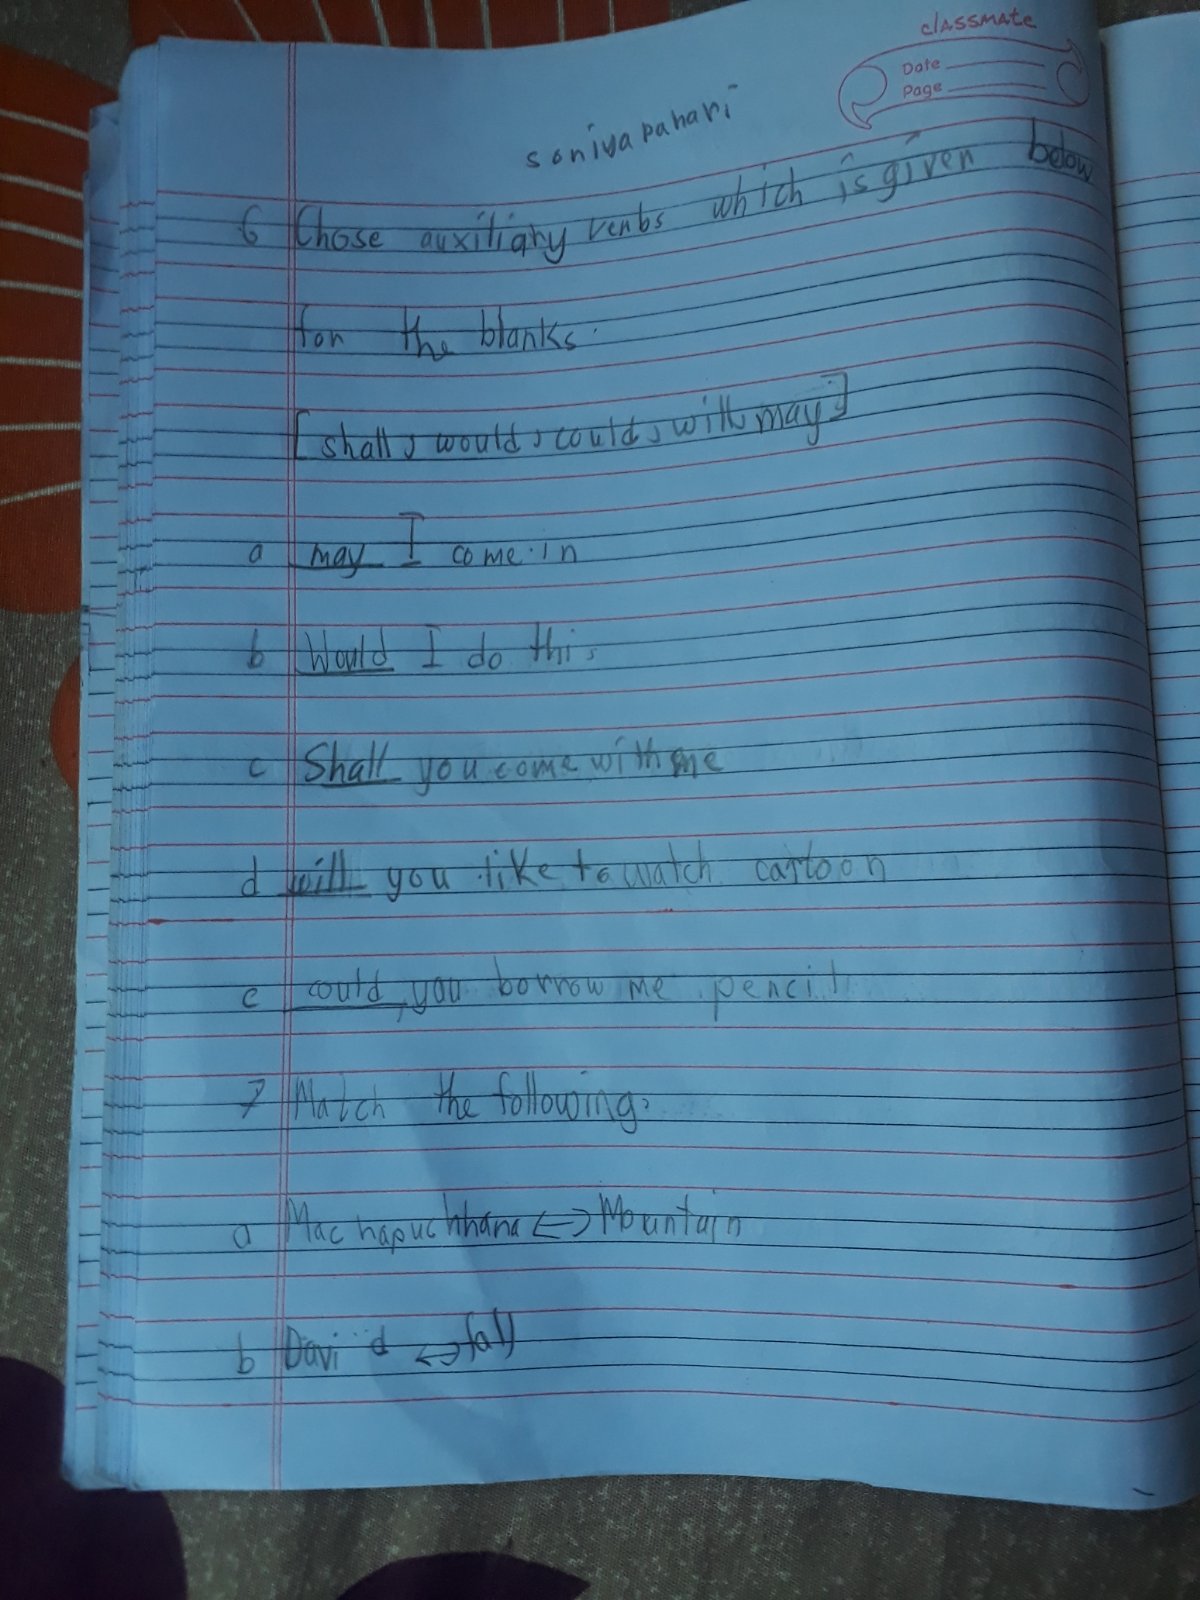 classmate
Date
Page
soniya pahari
6 Chose auxiliary verbs which is given below
for the blanks.
[shall, would, could, will, may]
a may I come in
b Would I do this
c Shall you come with me
d will you like to watch cartoon
e could, you borrow me pencil
7 Match the following:
a Machapuchhara <-> Mountain
b David <-> fall